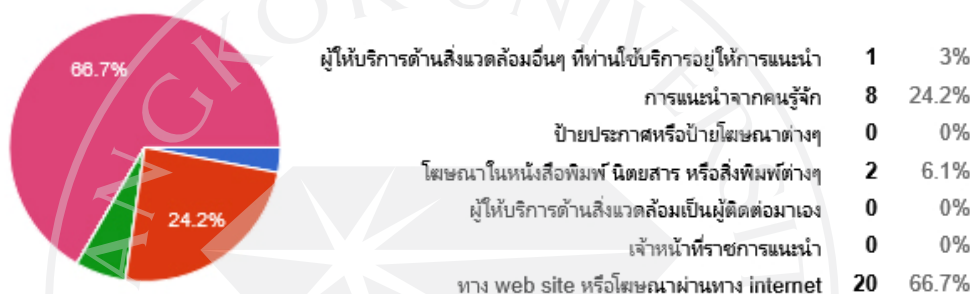 66.7%
24.2%
ผู้ให้บริการด้านสิ่งแวดล้อมอื่นๆ ที่ท่านใช้บริการอยู่ให้การแนะนำ 1 3%
การแนะนำจากคนรู้จัก 8 24.2%
ป้ายประกาศหรือป้ายโฆษณาต่างๆ 0 0%
โฆษณาในหนังสือพิมพ์ นิตยสาร หรือสิ่งพิมพ์ต่างๆ 2 6.1%
ผู้ให้บริการด้านสิ่งแวดล้อมเป็นผู้ติดต่อมาเอง 0 0%
เจ้าหน้าที่ราชการแนะนำ 0 0%
ทาง web site หรือโฆษณาผ่านทาง internet 20 66.7%